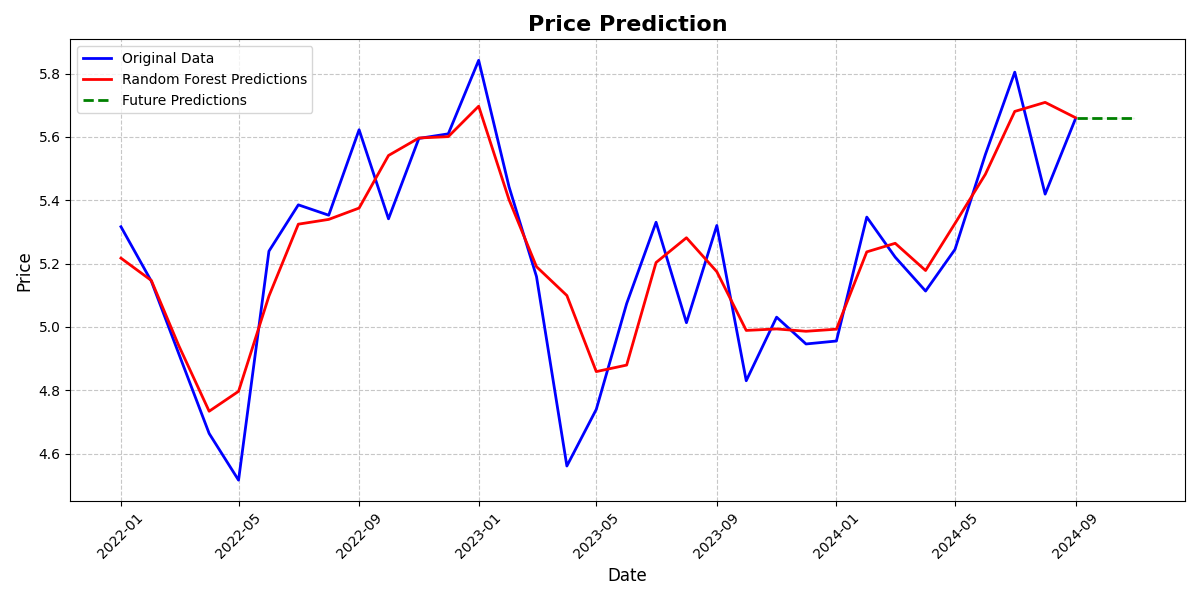 Price Prediction
Original Data
Random Forest Predictions
Future Predictions
Price
5.8
5.6
5.4
5.2
5.0
4.8
4.6
2022-01
2022-05
2022-09
2023-01
2023-05
2023-09
2024-01
2024-05
2024-09
Date